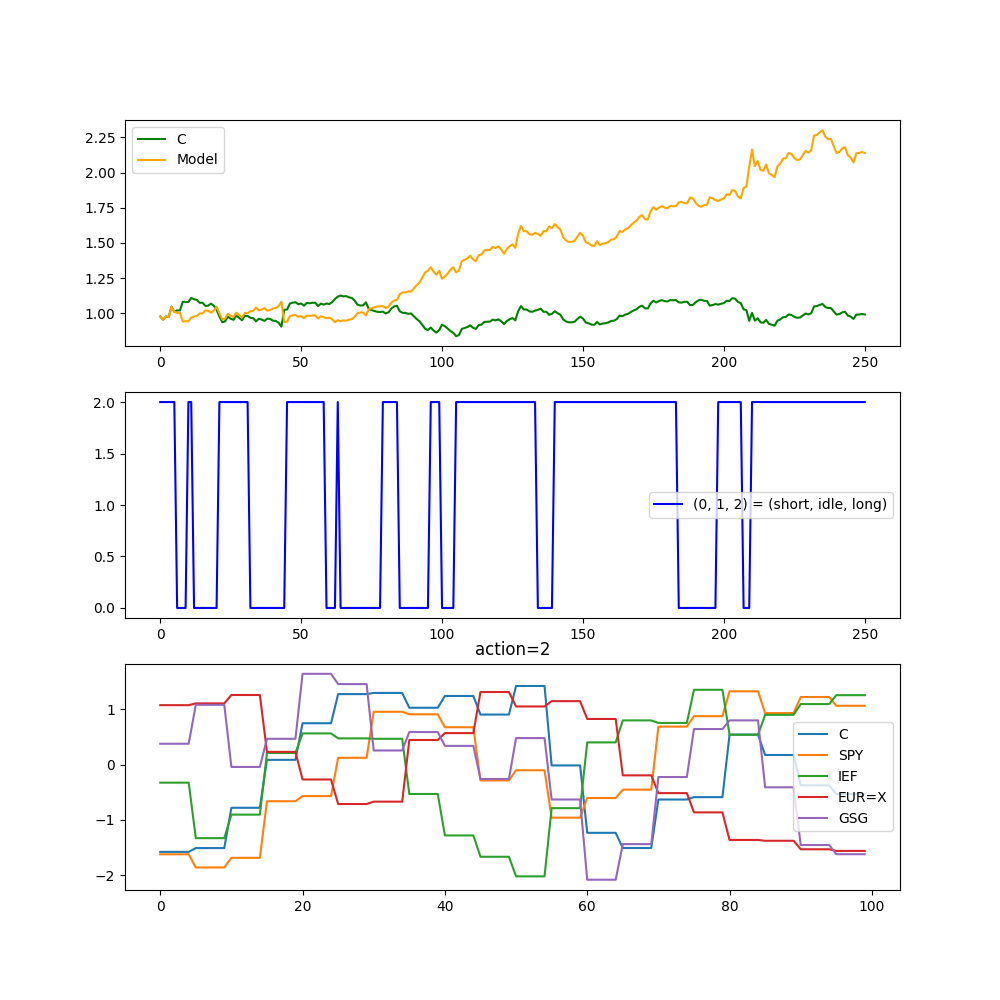 2.25
2.00
1.75
1.50
1.25
1.00
C
Model
0 50 100 150 200 250
2.0
1.5
1.0
0.5
0.0
(0, 1, 2) = (short, idle, long)
0 50 100 150 200 250
action=2
1
0
−1
−2
C
SPY
IEF
EUR=X
GSG
0 20 40 60 80 100